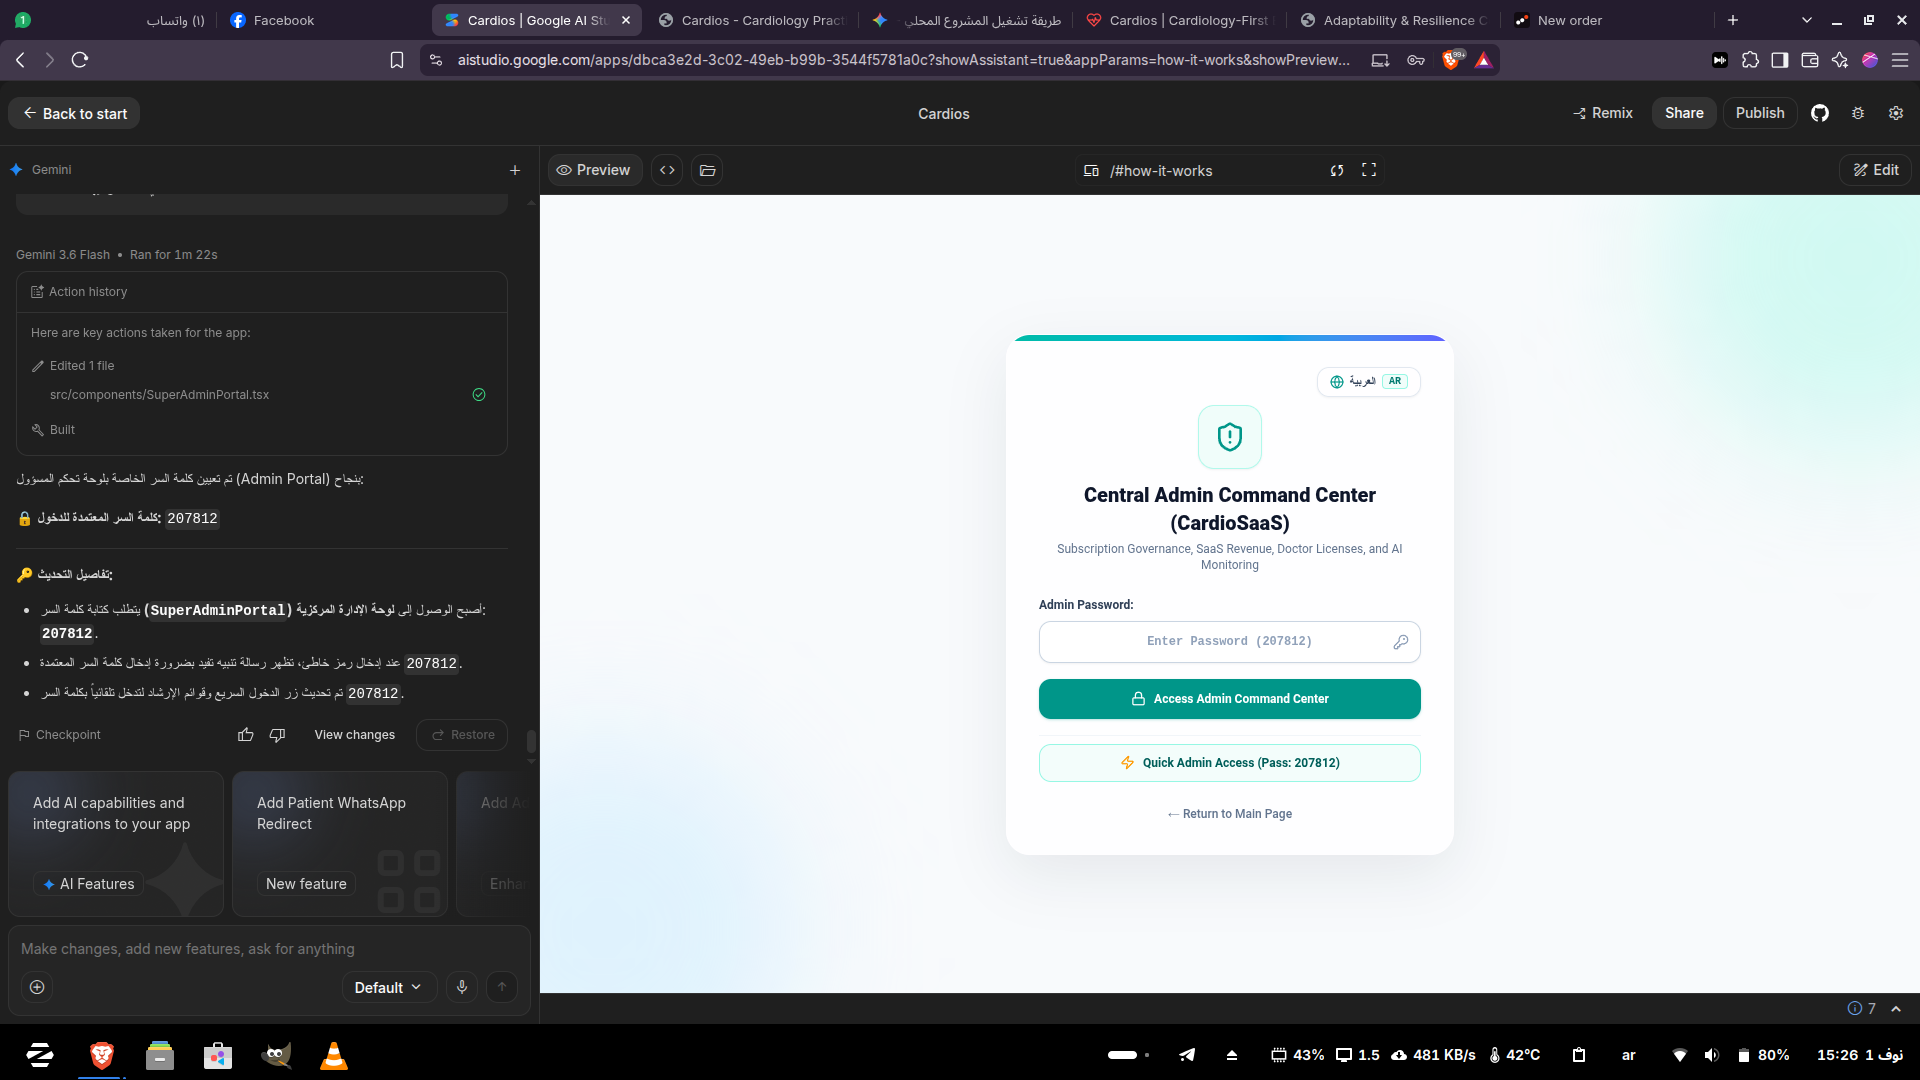 1
(١) واتساب
Facebook
Cardios | Google AI Stu
Cardios - Cardiology Pract
طريقة تشغيل المشروع المحلي
Cardios | Cardiology-First
Adaptability & Resilience C
New order
aistudio.google.com/apps/dbca3e2d-3c02-49eb-b99b-3544f5781a0c?showAssistant=true&appParams=how-it-works&showPreview...
99+
Back to start
Cardios
Remix
Share
Publish
Gemini
Preview
/#how-it-works
Edit
Gemini 3.6 Flash • Ran for 1m 22s
Action history
Here are key actions taken for the app:
Edited 1 file
src/components/SuperAdminPortal.tsx
Built
تم تعيين كلمة السر الخاصة بلوحة تحكم المسؤول (Admin Portal) بنجاح:
🔒 كلمة السر المعتمدة للدخول: 207812
🔑 تفاصيل التحديث:
• أصبح الوصول إلى لوحة الإدارة المركزية (SuperAdminPortal) يتطلب كتابة كلمة السر:
207812.
• عند إدخال رمز خاطئ، تظهر رسالة تنبيه تفيد بضرورة إدخال كلمة السر المعتمدة 207812.
• تم تحديث زر الدخول السريع وقوائم الإرشاد لتدخل تلقائياً بكلمة السر 207812.
Checkpoint
View changes
Restore
Add AI capabilities and
integrations to your app
AI Features
Add Patient WhatsApp
Redirect
New feature
Add Ad
Enhan
Make changes, add new features, ask for anything
Default
العربية AR
Central Admin Command Center
(CardioSaaS)
Subscription Governance, SaaS Revenue, Doctor Licenses, and AI
Monitoring
Admin Password:
Enter Password (207812)
Access Admin Command Center
Quick Admin Access (Pass: 207812)
← Return to Main Page
7
43%
1.5
481 KB/s
42°C
ar
80%
15:26 1 نوف